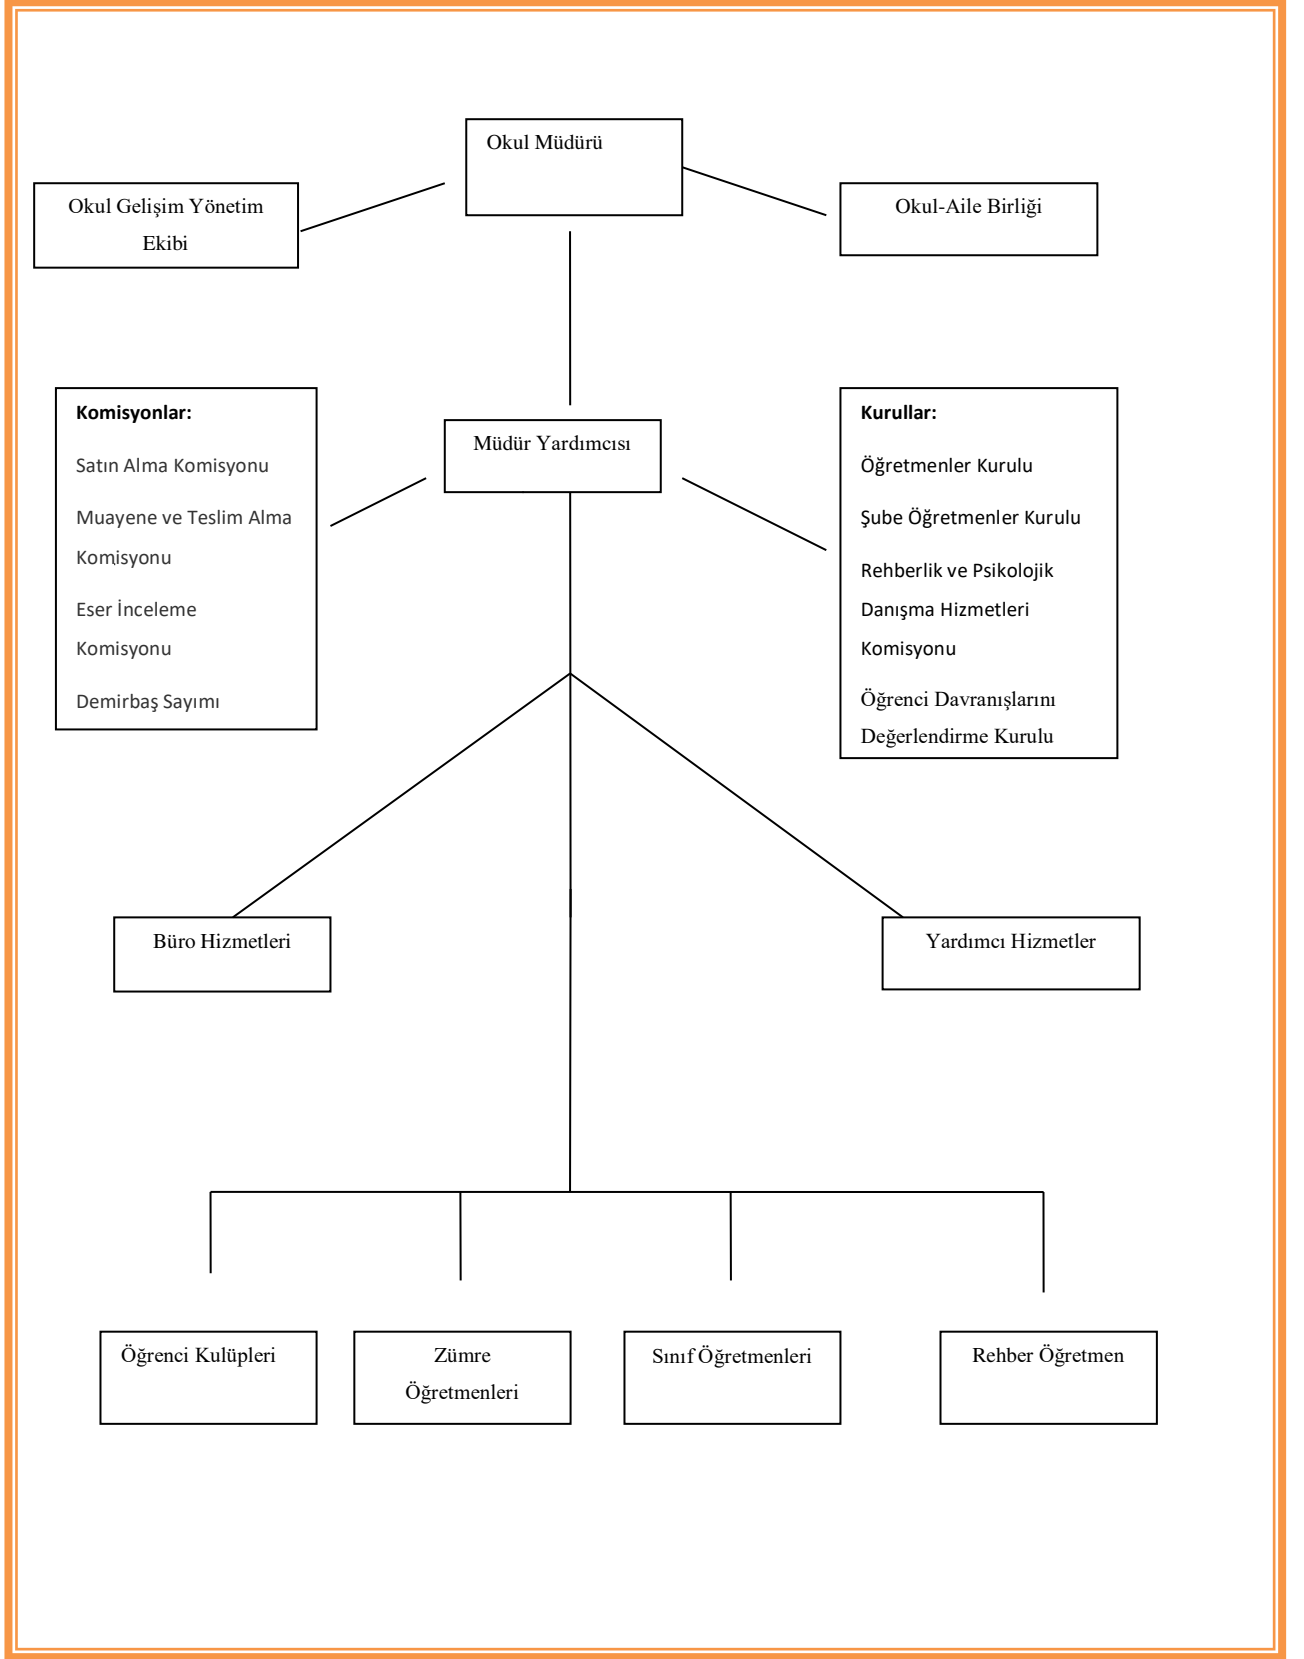 Okul Müdürü
Okul Gelişim Yönetim
Ekibi
Okul-Aile Birliği
Komisyonlar:
Satın Alma Komisyonu
Muayene ve Teslim Alma
Komisyonu
Eser İnceleme
Komisyonu
Demirbaş Sayımı
Müdür Yardımcısı
Kurullar:
Öğretmenler Kurulu
Şube Öğretmenler Kurulu
Rehberlik ve Psikolojik
Danışma Hizmetleri
Komisyonu
Öğrenci Davranışlarını
Değerlendirme Kurulu
Büro Hizmetleri
Yardımcı Hizmetler
Öğrenci Kulüpleri
Zümre
Öğretmenleri
Sınıf Öğretmenleri
Rehber Öğretmen